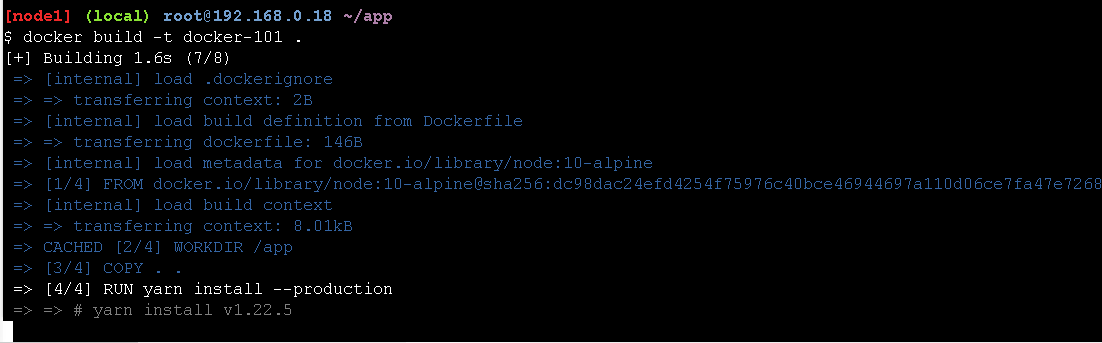 [node1] (local) root@192.168.0.18 ~/app
$ docker build -t docker-101 .
[+] Building 1.6s (7/8)
=> [internal] load .dockerignore
=> => transferring context: 2B
=> [internal] load build definition from Dockerfile
=> => transferring dockerfile: 146B
=> [internal] load metadata for docker.io/library/node:10-alpine
=> [1/4] FROM docker.io/library/node:10-alpine@sha256:dc98dac24efd4254f75976c40bce46944697a110d06ce7fa47e7268
=> [internal] load build context
=> => transferring context: 8.01kB
=> CACHED [2/4] WORKDIR /app
=> [3/4] COPY . .
=> [4/4] RUN yarn install --production
=> => # yarn install v1.22.5